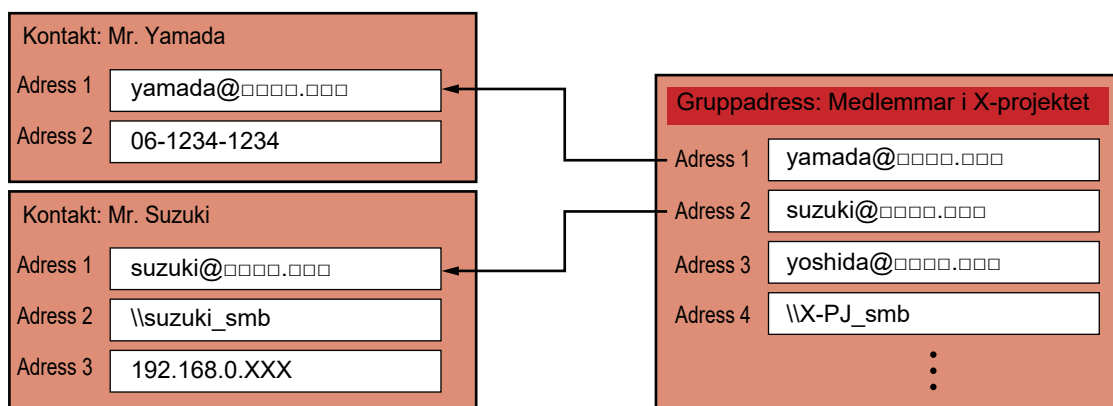 Kontakt: Mr. Yamada
Adress 1 yamada@□□□□.□□□
Adress 2 06-1234-1234
Kontakt: Mr. Suzuki
Adress 1 suzuki@□□□□.□□□
Adress 2 \\suzuki_smb
Adress 3 192.168.0.XXX
Gruppadress: Medlemmar i X-projektet
Adress 1 yamada@□□□□.□□□
Adress 2 suzuki@□□□□.□□□
Adress 3 yoshida@□□□□.□□□
Adress 4 \\X-PJ_smb